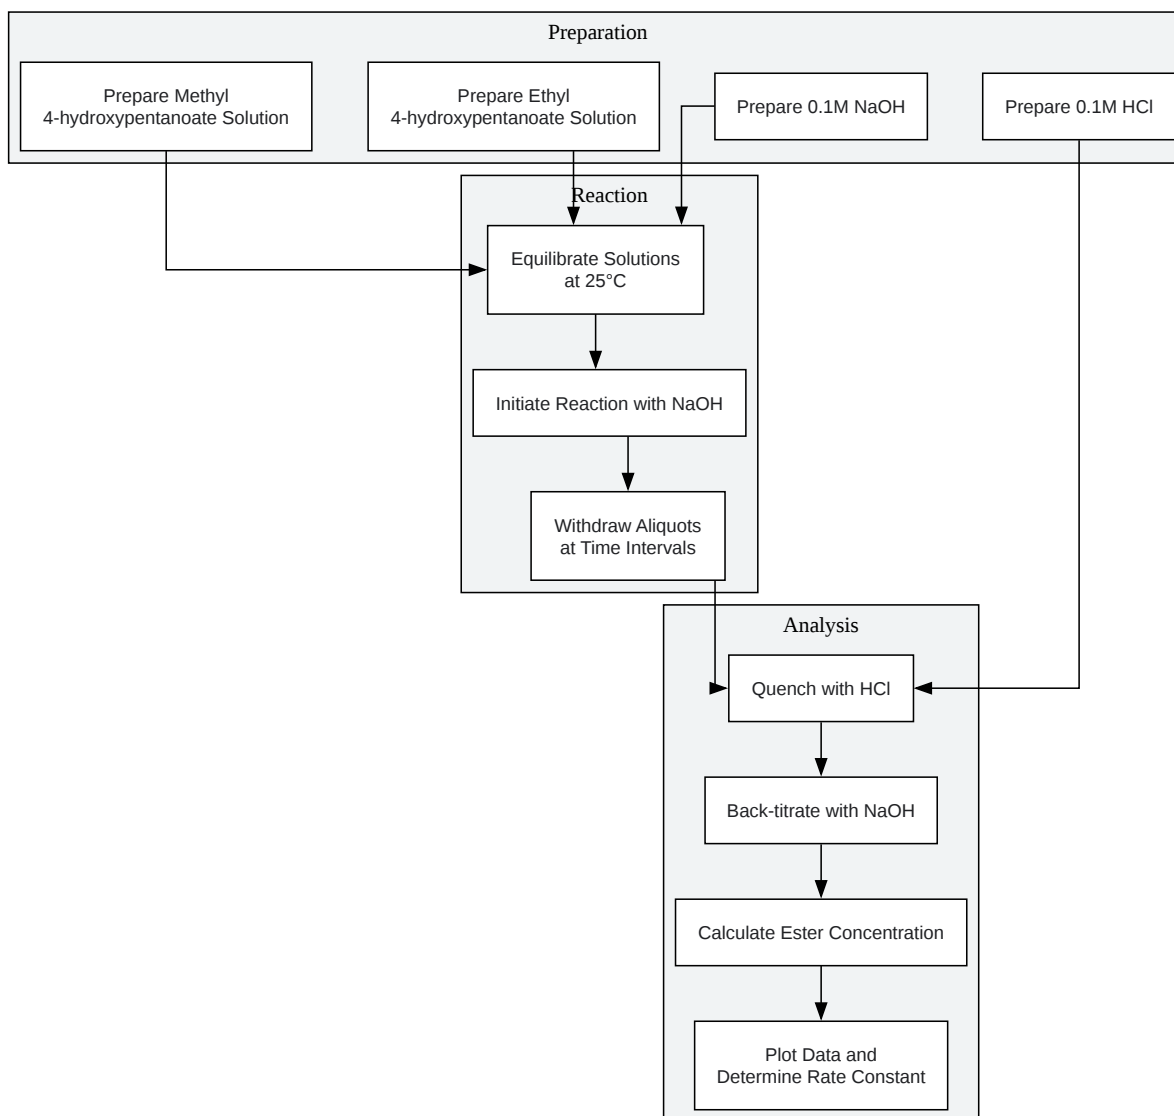 Preparation
Prepare Methyl
4-hydroxypentanoate Solution
Prepare Ethyl
4-hydroxypentanoate Solution
Prepare 0.1M NaOH
Prepare 0.1M HCl
Reaction
Equilibrate Solutions
at 25°C
Initiate Reaction with NaOH
Withdraw Aliquots
at Time Intervals
Analysis
Quench with HCl
Back-titrate with NaOH
Calculate Ester Concentration
Plot Data and
Determine Rate Constant